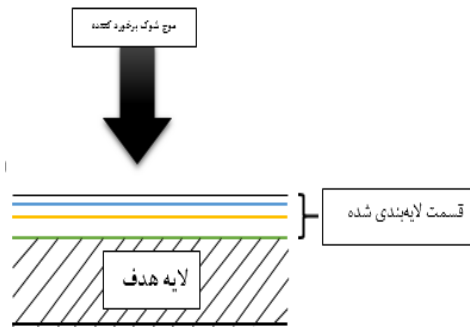 موج شوک برخورد کننده
قسمت لایه‌بندی شده
لایه هدف